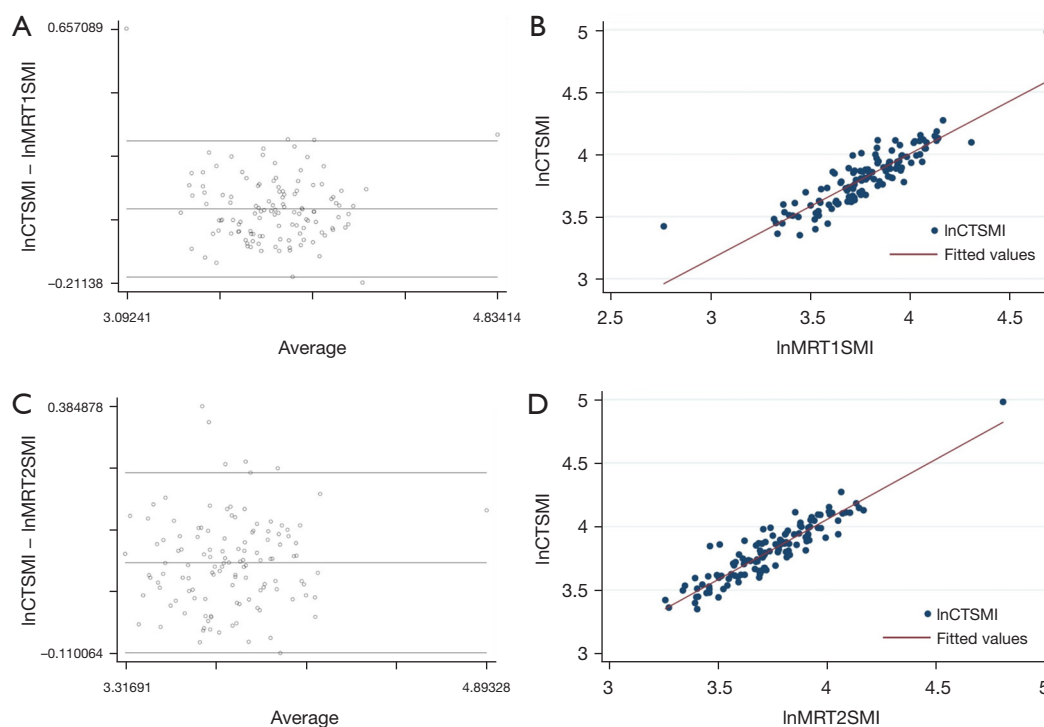 A
0.657089
lnCTSMI – lnMRT1SMI
−0.21138
3.09241
4.83414
Average
B
5
4.5
4
3.5
3
lnCTSMI
lnCTSMI
Fitted values
2.5
3
3.5
4
4.5
lnMRT1SMI
C
0.384878
lnCTSMI – lnMRT2SMI
−0.110064
3.31691
4.89328
Average
D
5
4.5
4
3.5
3
lnCTSMI
lnCTSMI
Fitted values
3
3.5
4
4.5
5
lnMRT2SMI